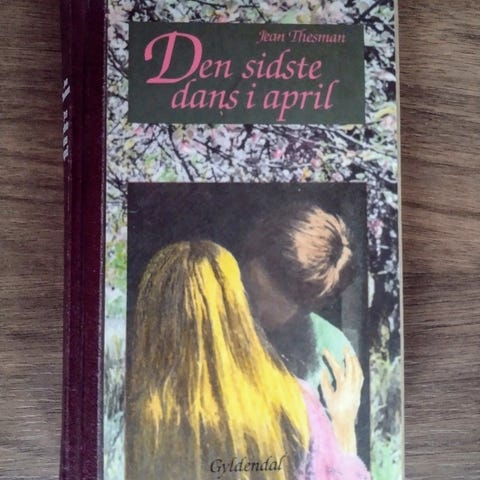 Jean Thesman
Den sidste
dans i april
Gyldendal